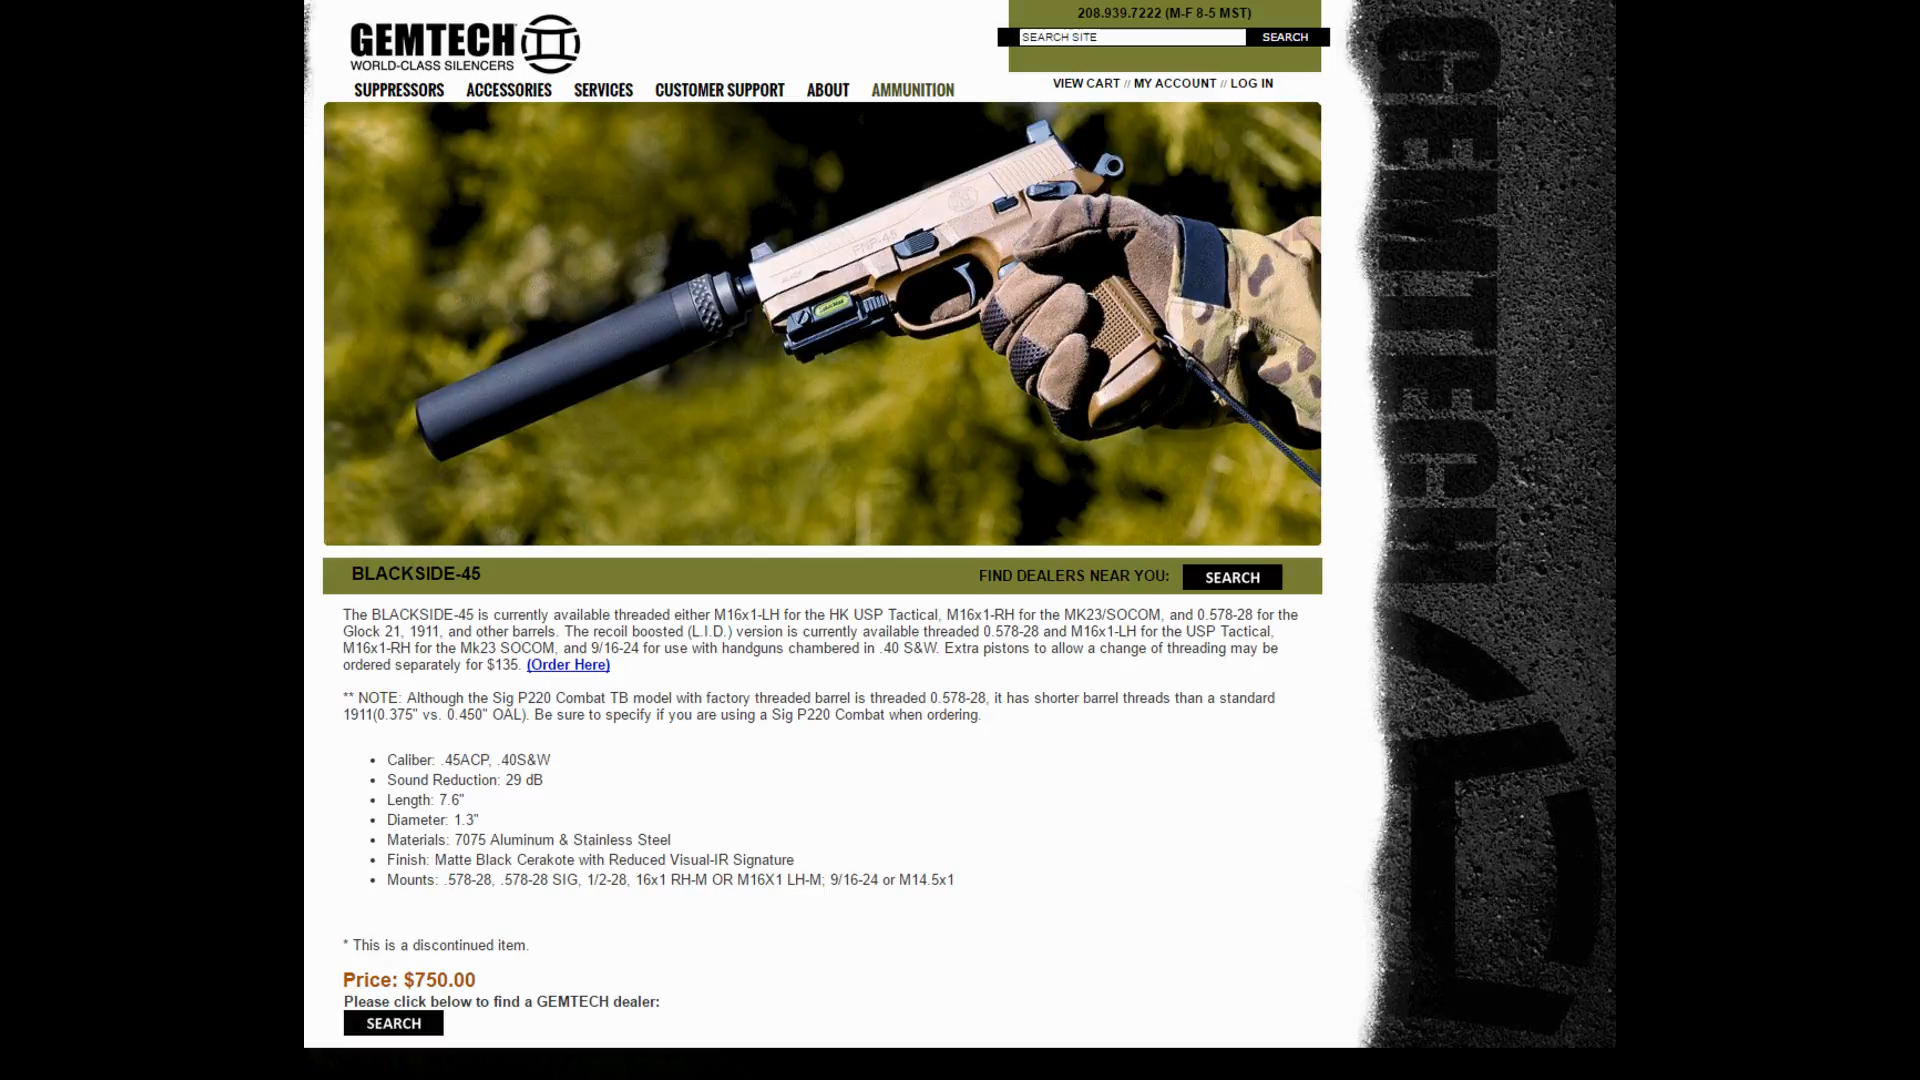 GEMTECH
WORLD-CLASS SILENCERS
208.939.7222 (M-F 8-5 MST)
SEARCH SITE
SEARCH
SUPPRESSORS
ACCESSORIES
SERVICES
CUSTOMER SUPPORT
ABOUT
AMMUNITION
VIEW CART // MY ACCOUNT // LOG IN
FNP-45
GEMTECH
BLACKSIDE-45
FIND DEALERS NEAR YOU:
SEARCH
The BLACKSIDE-45 is currently available threaded either M16x1-LH for the HK USP Tactical, M16x1-RH for the MK23/SOCOM, and 0.578-28 for the
Glock 21, 1911, and other barrels. The recoil boosted (L.I.D.) version is currently available threaded 0.578-28 and M16x1-LH for the USP Tactical,
M16x1-RH for the Mk23 SOCOM, and 9/16-24 for use with handguns chambered in .40 S&W. Extra pistons to allow a change of threading may be
ordered separately for $135. (Order Here)
** NOTE: Although the Sig P220 Combat TB model with factory threaded barrel is threaded 0.578-28, it has shorter barrel threads than a standard
1911(0.375" vs. 0.450" OAL). Be sure to specify if you are using a Sig P220 Combat when ordering.
• Caliber: .45ACP, .40S&W
• Sound Reduction: 29 dB
• Length: 7.6"
• Diameter: 1.3"
• Materials: 7075 Aluminum & Stainless Steel
• Finish: Matte Black Cerakote with Reduced Visual-IR Signature
• Mounts: .578-28, .578-28 SIG, 1/2-28, 16x1 RH-M OR M16X1 LH-M; 9/16-24 or M14.5x1
* This is a discontinued item.
Price: $750.00
Please click below to find a GEMTECH dealer:
SEARCH